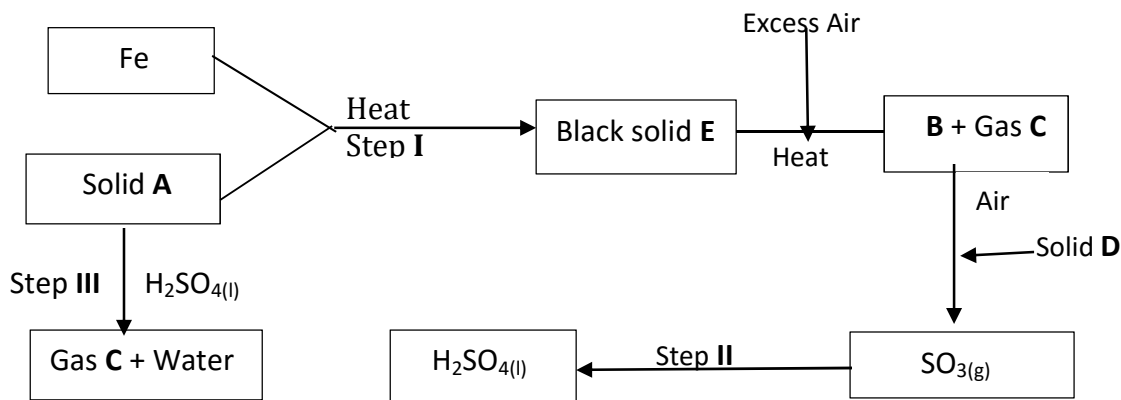 Excess Air
Fe
Heat
Step I
Black solid E
B + Gas C
Heat
Solid A
Air
Solid D
Step III
H₂SO₄₍ₗ₎
Gas C + Water
H₂SO₄₍ₗ₎
Step II
SO₃₍g₎